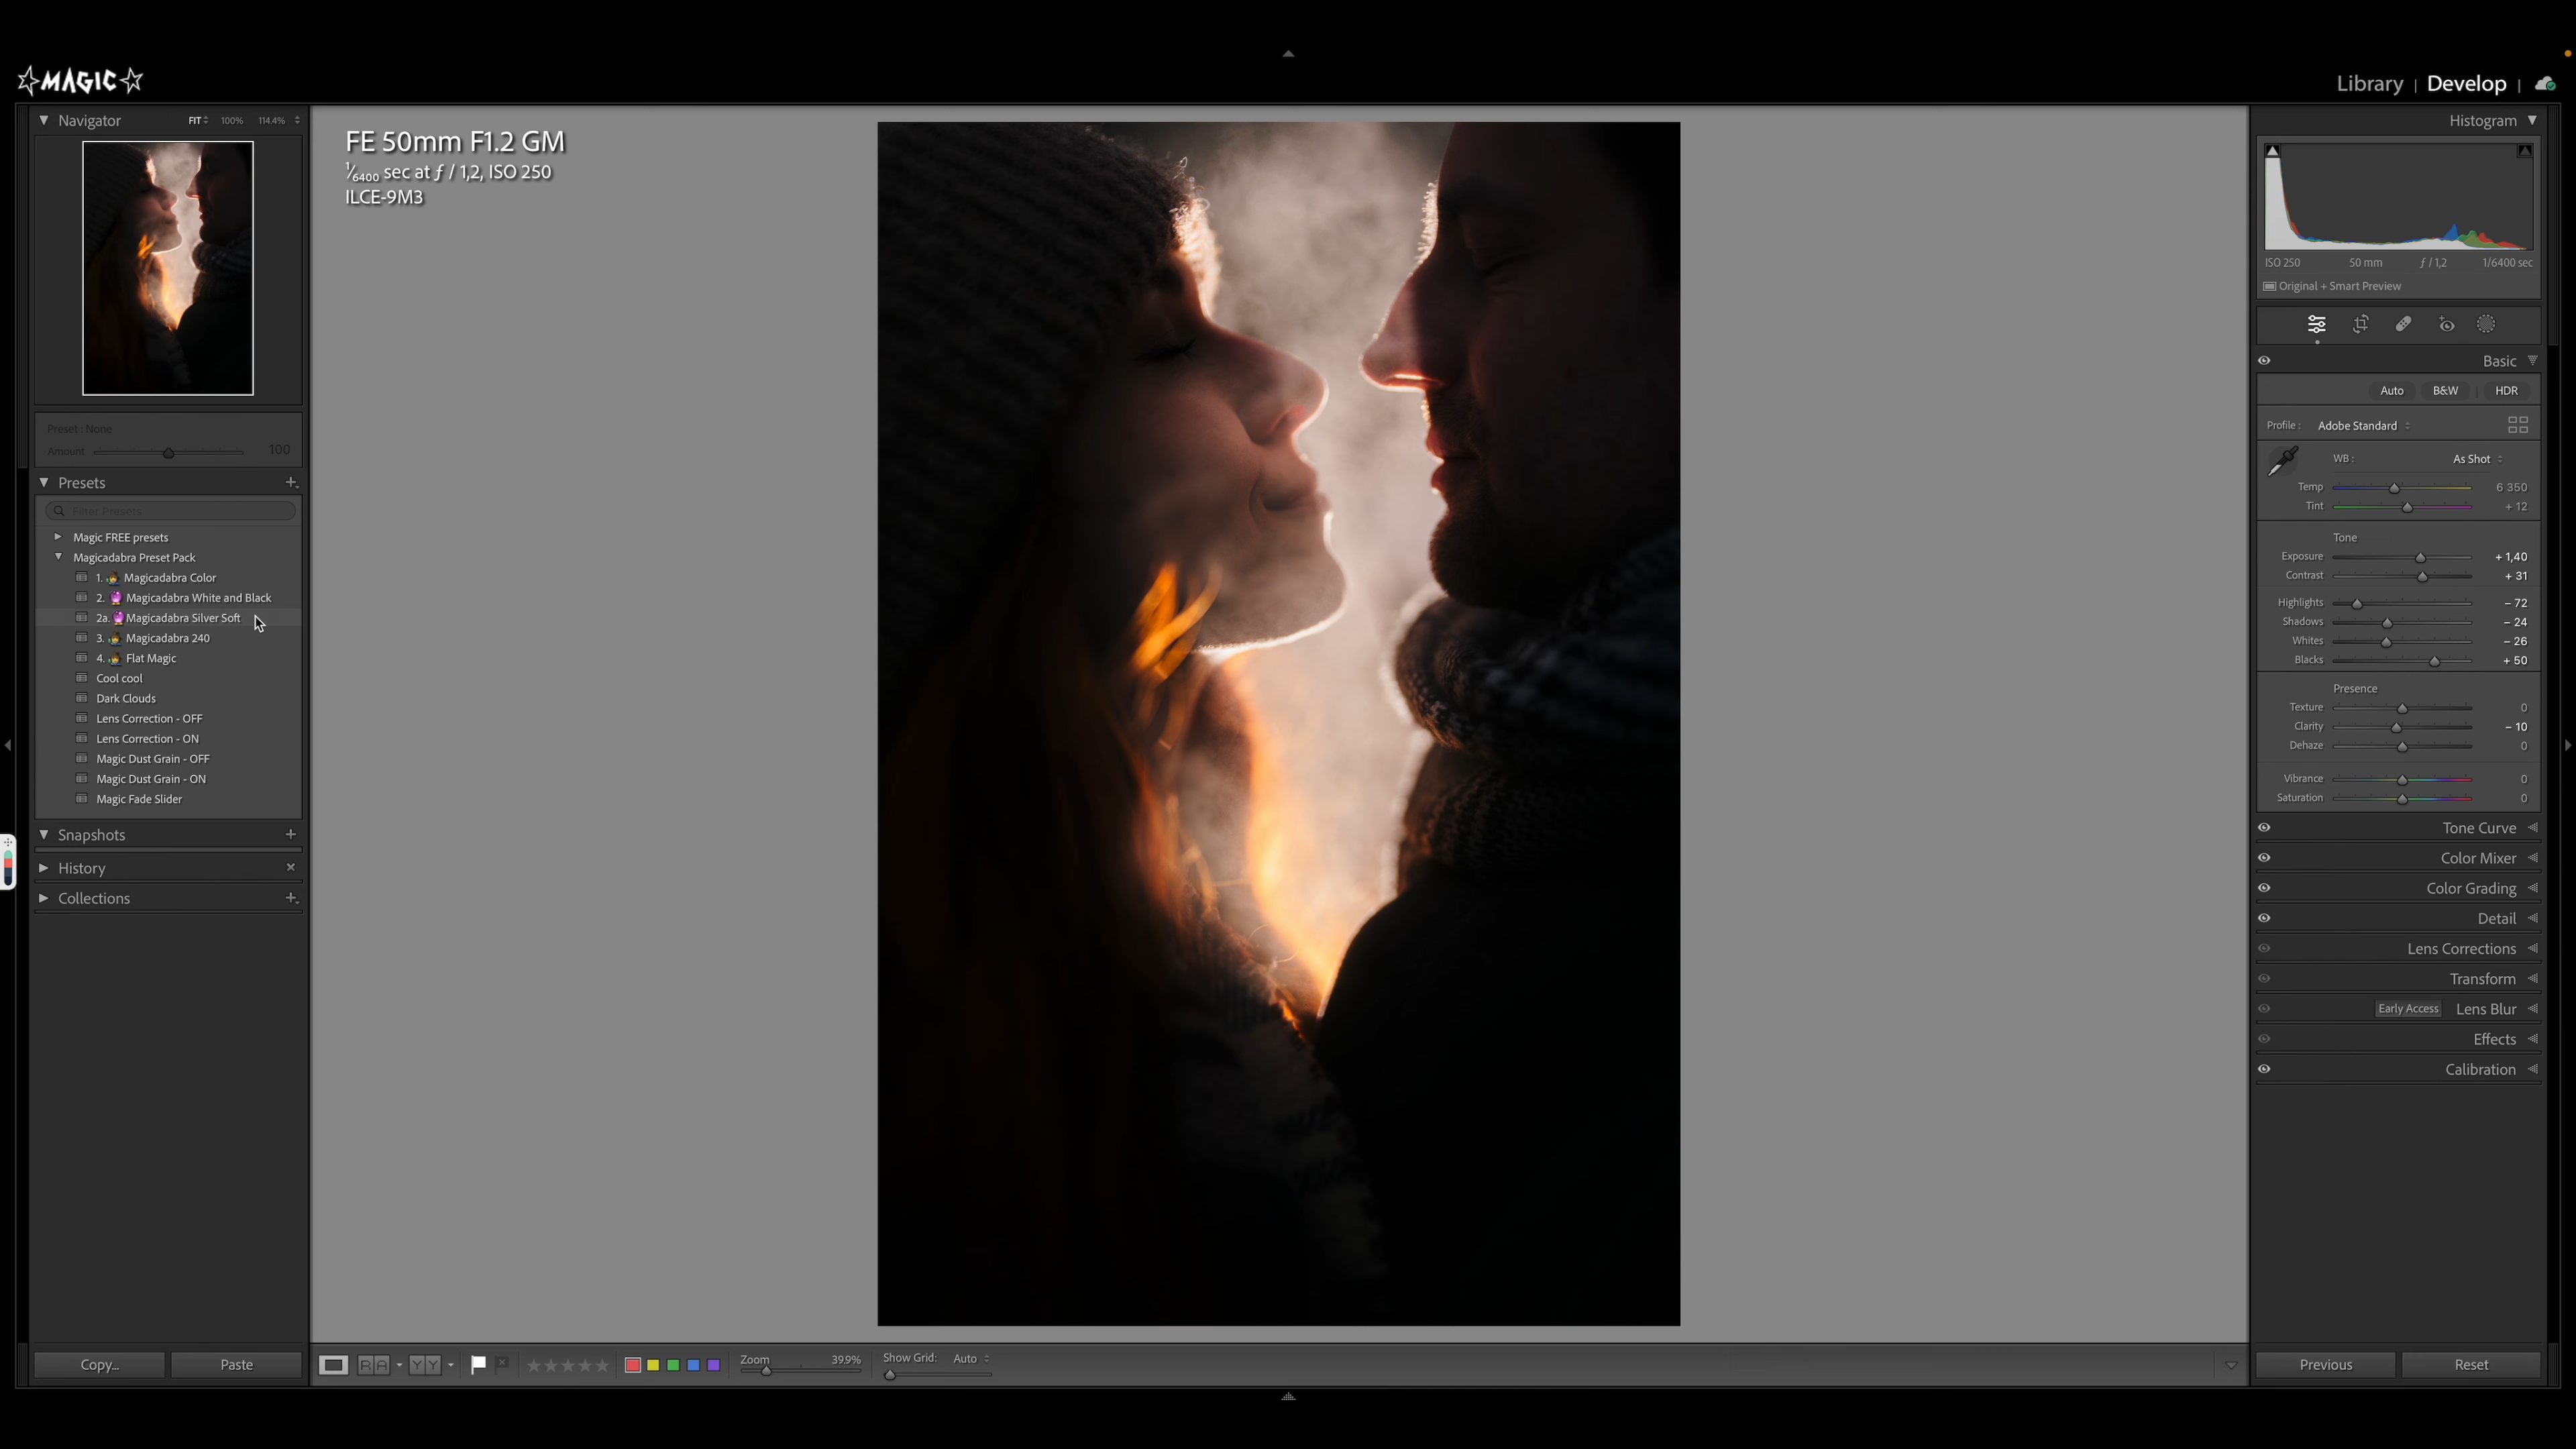 ☆MAGIC☆
Library | Develop |
Navigator FIT 100% 114.4%
FE 50mm F1.2 GM
1/6400 sec at ƒ / 1,2, ISO 250
ILCE-9M3
Preset : None
Amount 100
Presets
Filter Presets
Magic FREE presets
Magicadabra Preset Pack
1. Magicadabra Color
2. Magicadabra White and Black
2a. Magicadabra Silver Soft
3. Magicadabra 240
4. Flat Magic
Cool cool
Dark Clouds
Lens Correction - OFF
Lens Correction - ON
Magic Dust Grain - OFF
Magic Dust Grain - ON
Magic Fade Slider
Snapshots
History
Collections
Copy... Paste
R A Y Y Zoom 39.9% Show Grid: Auto
Histogram
ISO 250 50 mm ƒ / 1,2 1/6400 sec
Original + Smart Preview
Basic
Auto B&W | HDR
Profile : Adobe Standard
WB : As Shot
Temp 6 350
Tint + 12
Tone
Exposure + 1,40
Contrast + 31
Highlights – 72
Shadows – 24
Whites – 26
Blacks + 50
Presence
Texture 0
Clarity – 10
Dehaze 0
Vibrance 0
Saturation 0
Tone Curve
Color Mixer
Color Grading
Detail
Lens Corrections
Transform
Early Access Lens Blur
Effects
Calibration
Previous Reset